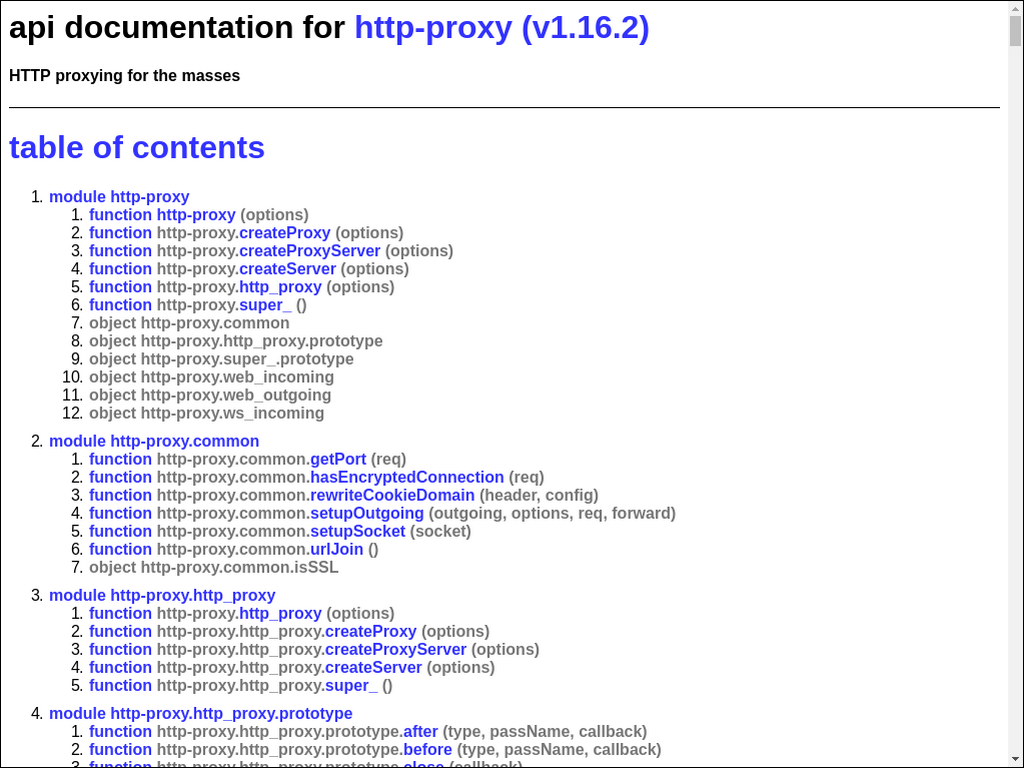 api documentation for http-proxy (v1.16.2)
HTTP proxying for the masses
table of contents
1. module http-proxy
1. function http-proxy (options)
2. function http-proxy.createProxy (options)
3. function http-proxy.createProxyServer (options)
4. function http-proxy.createServer (options)
5. function http-proxy.http_proxy (options)
6. function http-proxy.super_ ()
7. object http-proxy.common
8. object http-proxy.http_proxy.prototype
9. object http-proxy.super_.prototype
10. object http-proxy.web_incoming
11. object http-proxy.web_outgoing
12. object http-proxy.ws_incoming
2. module http-proxy.common
1. function http-proxy.common.getPort (req)
2. function http-proxy.common.hasEncryptedConnection (req)
3. function http-proxy.common.rewriteCookieDomain (header, config)
4. function http-proxy.common.setupOutgoing (outgoing, options, req, forward)
5. function http-proxy.common.setupSocket (socket)
6. function http-proxy.common.urlJoin ()
7. object http-proxy.common.isSSL
3. module http-proxy.http_proxy
1. function http-proxy.http_proxy (options)
2. function http-proxy.http_proxy.createProxy (options)
3. function http-proxy.http_proxy.createProxyServer (options)
4. function http-proxy.http_proxy.createServer (options)
5. function http-proxy.http_proxy.super_ ()
4. module http-proxy.http_proxy.prototype
1. function http-proxy.http_proxy.prototype.after (type, passName, callback)
2. function http-proxy.http_proxy.prototype.before (type, passName, callback)
3. function http-proxy.http_proxy.prototype.close (callback)